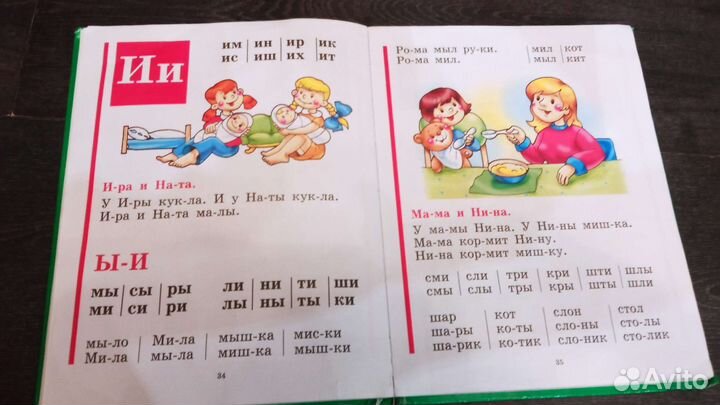 Ии
им ин ир ик
ис иш их ит
И-ра и На-та.
У И-ры кук-ла. И у На-ты кук-ла.
И-ра и На-та ма-лы.
Ы-И
мы сы ры ли ни ти ши
ми си ри лы ны ты ки
мы-ло Ми-ла мыш-ка мис-ки
Ми-ла мы-ла миш-ка мыш-ки
34
Ро-ма мыл ру-ки. мил кот
Ро-ма мил. мыл кит
Ма-ма и Ни-на.
У ма-мы Ни-на. У Ни-ны миш-ка.
Ма-ма кор-мит Ни-ну.
Ни-на кор-мит миш-ку.
сми сли три кри шти шлы
смы слы тры кры шты шли
шар кот слон стол
ша-ры ко-ты сло-ны сто-лы
ша-рик ко-тик сло-ник сто-лик
35
Avito